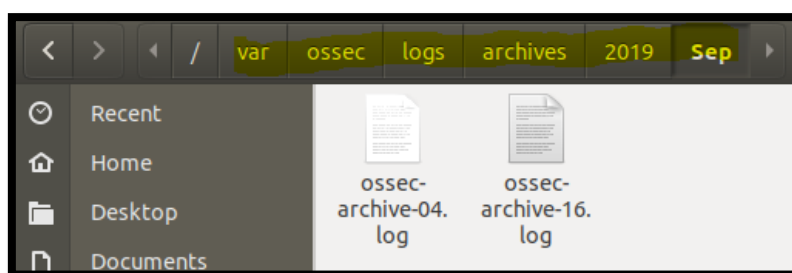 / var ossec logs archives 2019 Sep
Recent
Home
Desktop
Documents
ossec-
archive-04.
log
ossec-
archive-16.
log